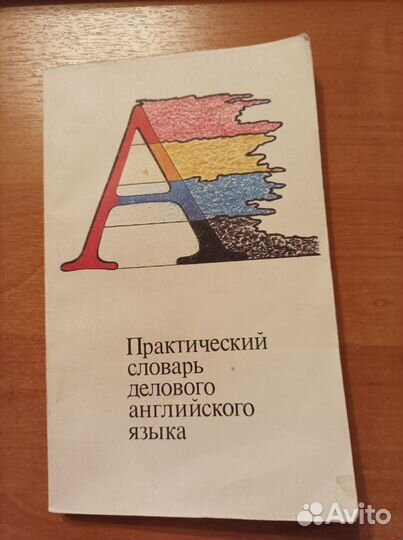 А
Практический
словарь
делового
английского
языка
Avito